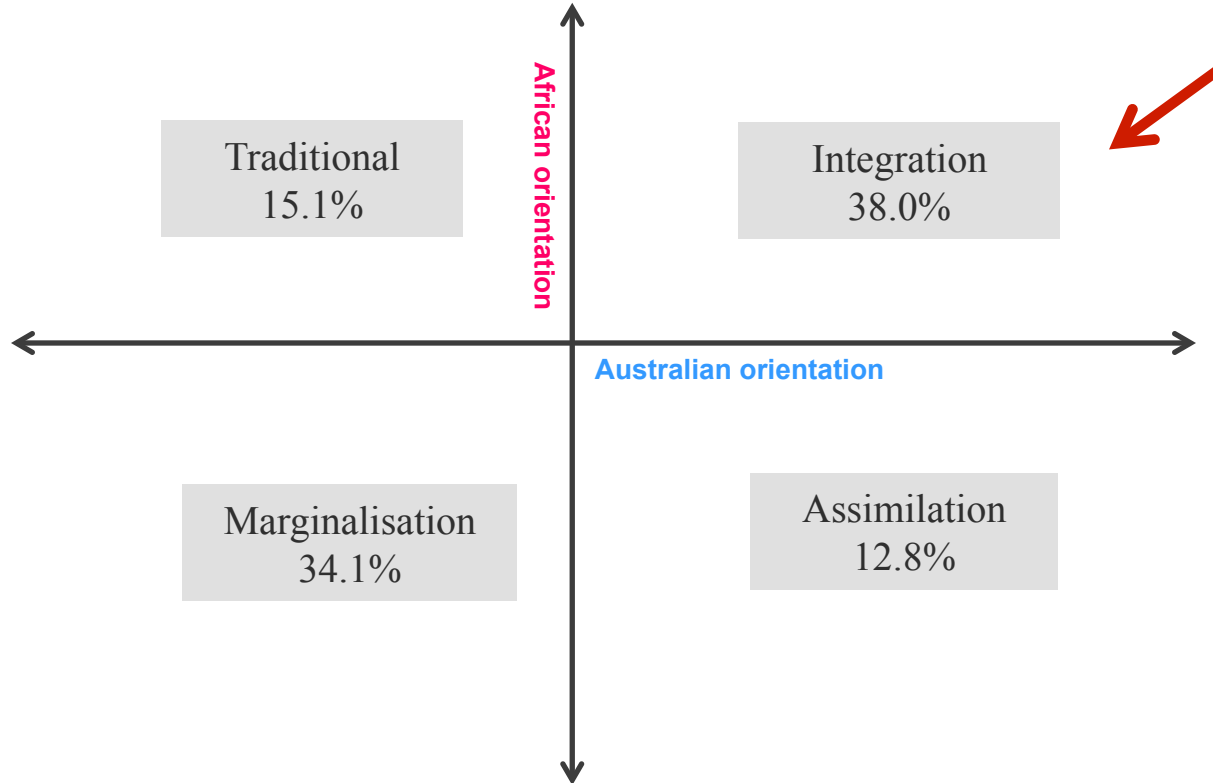 African orientation
Traditional
15.1%
Integration
38.0%
Australian orientation
Marginalisation
34.1%
Assimilation
12.8%